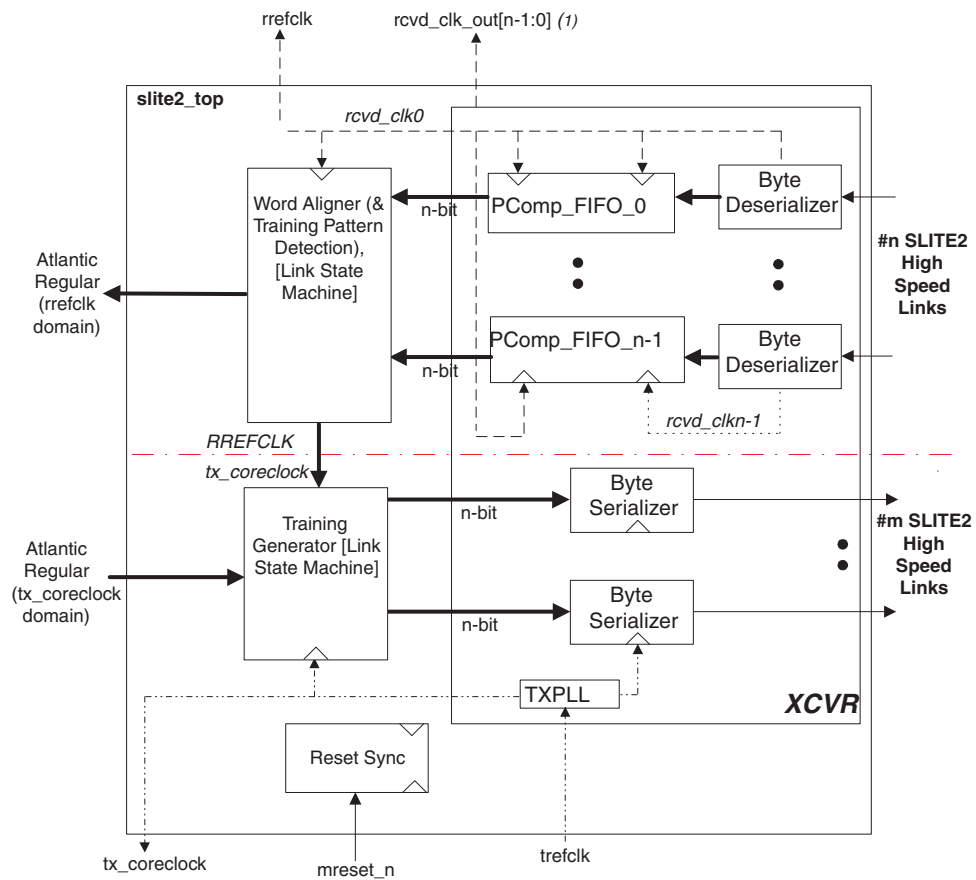 rrefclk
rcvd_clk_out[n-1:0] (1)
slite2_top
rcvd_clk0
Word Aligner (&
Training Pattern
Detection),
[Link State
Machine]
n-bit
PComp_FIFO_0
Byte
Deserializer
#n SLITE2
High
Speed
Links
Atlantic
Regular
(rrefclk
domain)
n-bit
PComp_FIFO_n-1
Byte
Deserializer
rcvd_clkn-1
RREFCLK
tx_coreclock
Training
Generator [Link
State Machine]
n-bit
Byte
Serializer
#m SLITE2
High
Speed
Links
Atlantic
Regular
(tx_coreclock
domain)
n-bit
Byte
Serializer
TXPLL
XCVR
Reset Sync
tx_coreclock
mreset_n
trefclk